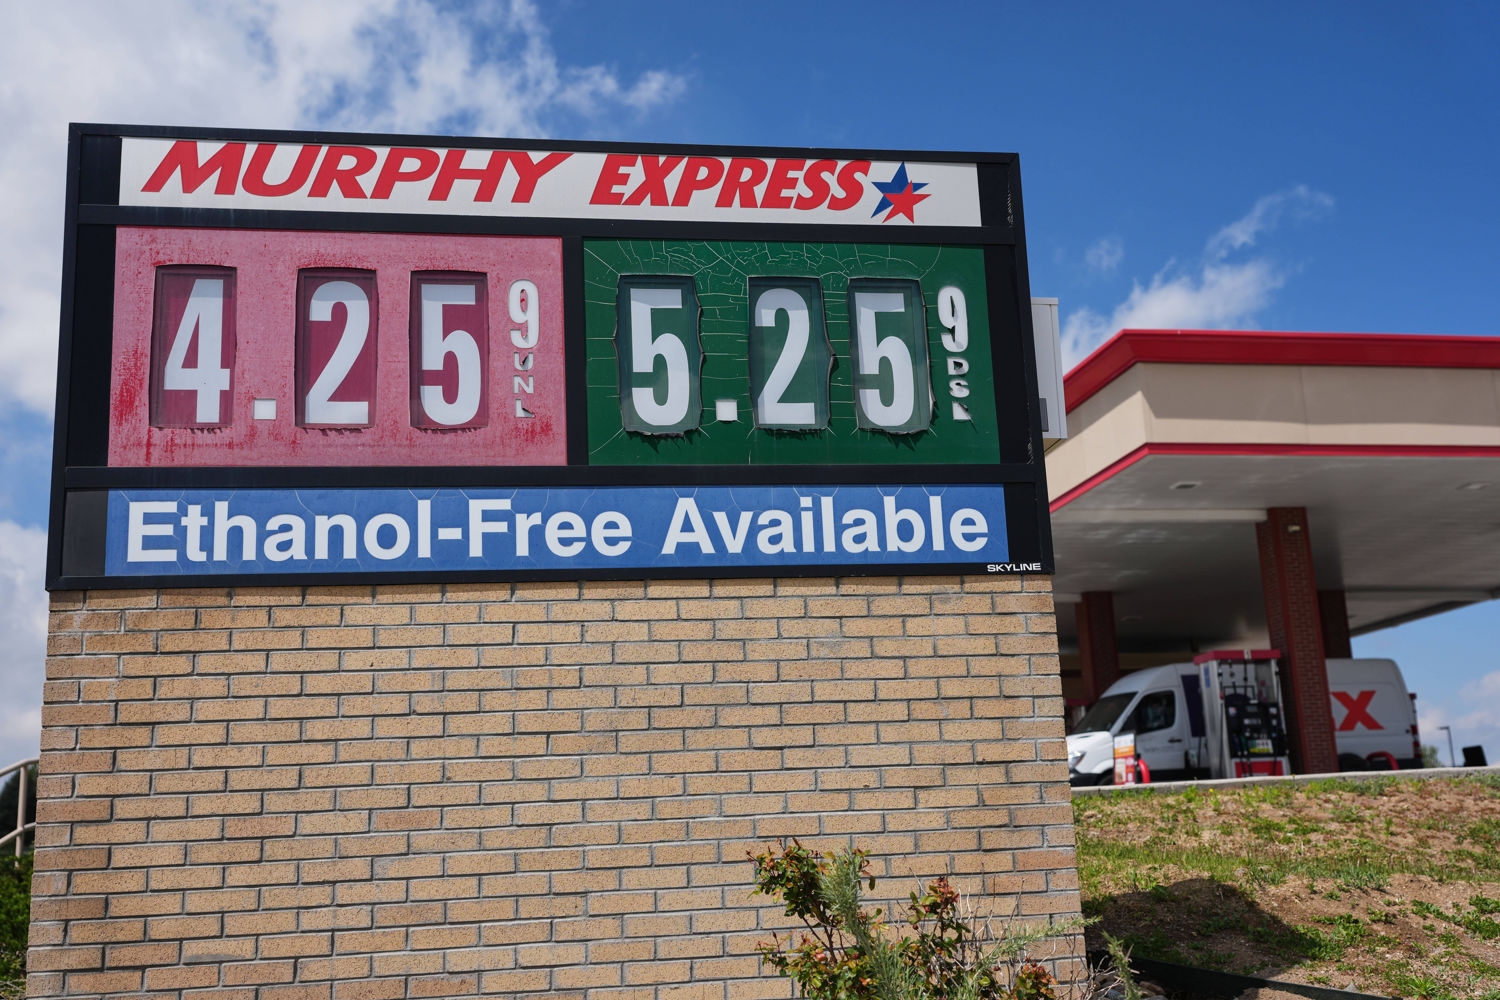 MURPHY EXPRESS
4.25 9 UNL
5.25 9 DSL
Ethanol-Free Available
SKYLINE
X